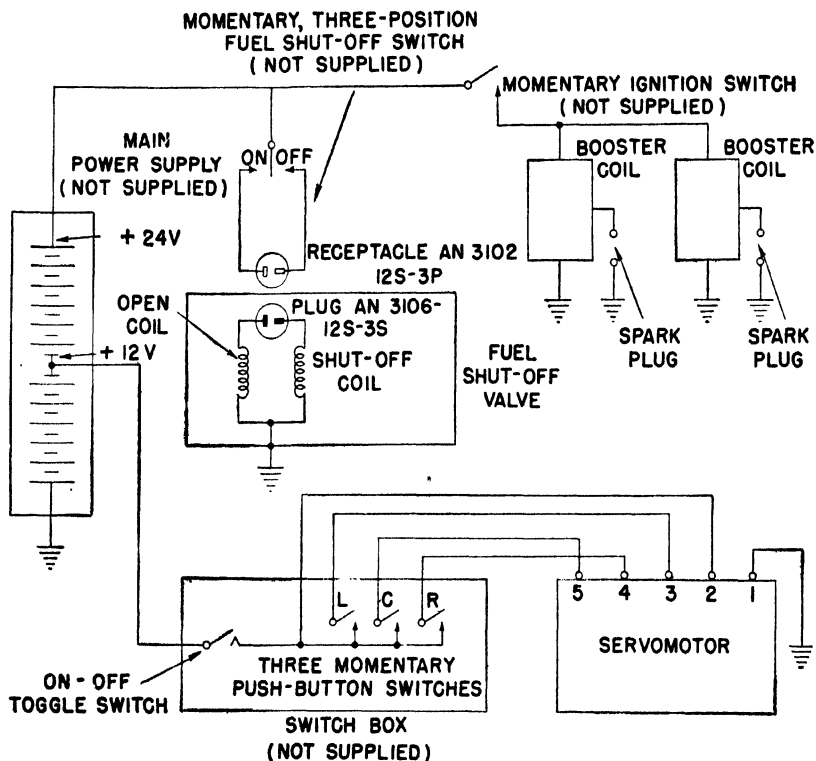 MOMENTARY, THREE-POSITION
FUEL SHUT-OFF SWITCH
(NOT SUPPLIED)
MOMENTARY IGNITION SWITCH
(NOT SUPPLIED)
MAIN
POWER SUPPLY
(NOT SUPPLIED)
ON OFF
BOOSTER
COIL
BOOSTER
COIL
+ 24V
RECEPTACLE AN 3102
12S-3P
OPEN
COIL
PLUG AN 3106-
12S-3S
+ 12 V
SHUT-OFF
COIL
FUEL
SHUT-OFF
VALVE
SPARK
PLUG
SPARK
PLUG
L C R
5 4 3 2 1
SERVOMOTOR
THREE MOMENTARY
PUSH-BUTTON SWITCHES
ON-OFF
TOGGLE SWITCH
SWITCH BOX
(NOT SUPPLIED)